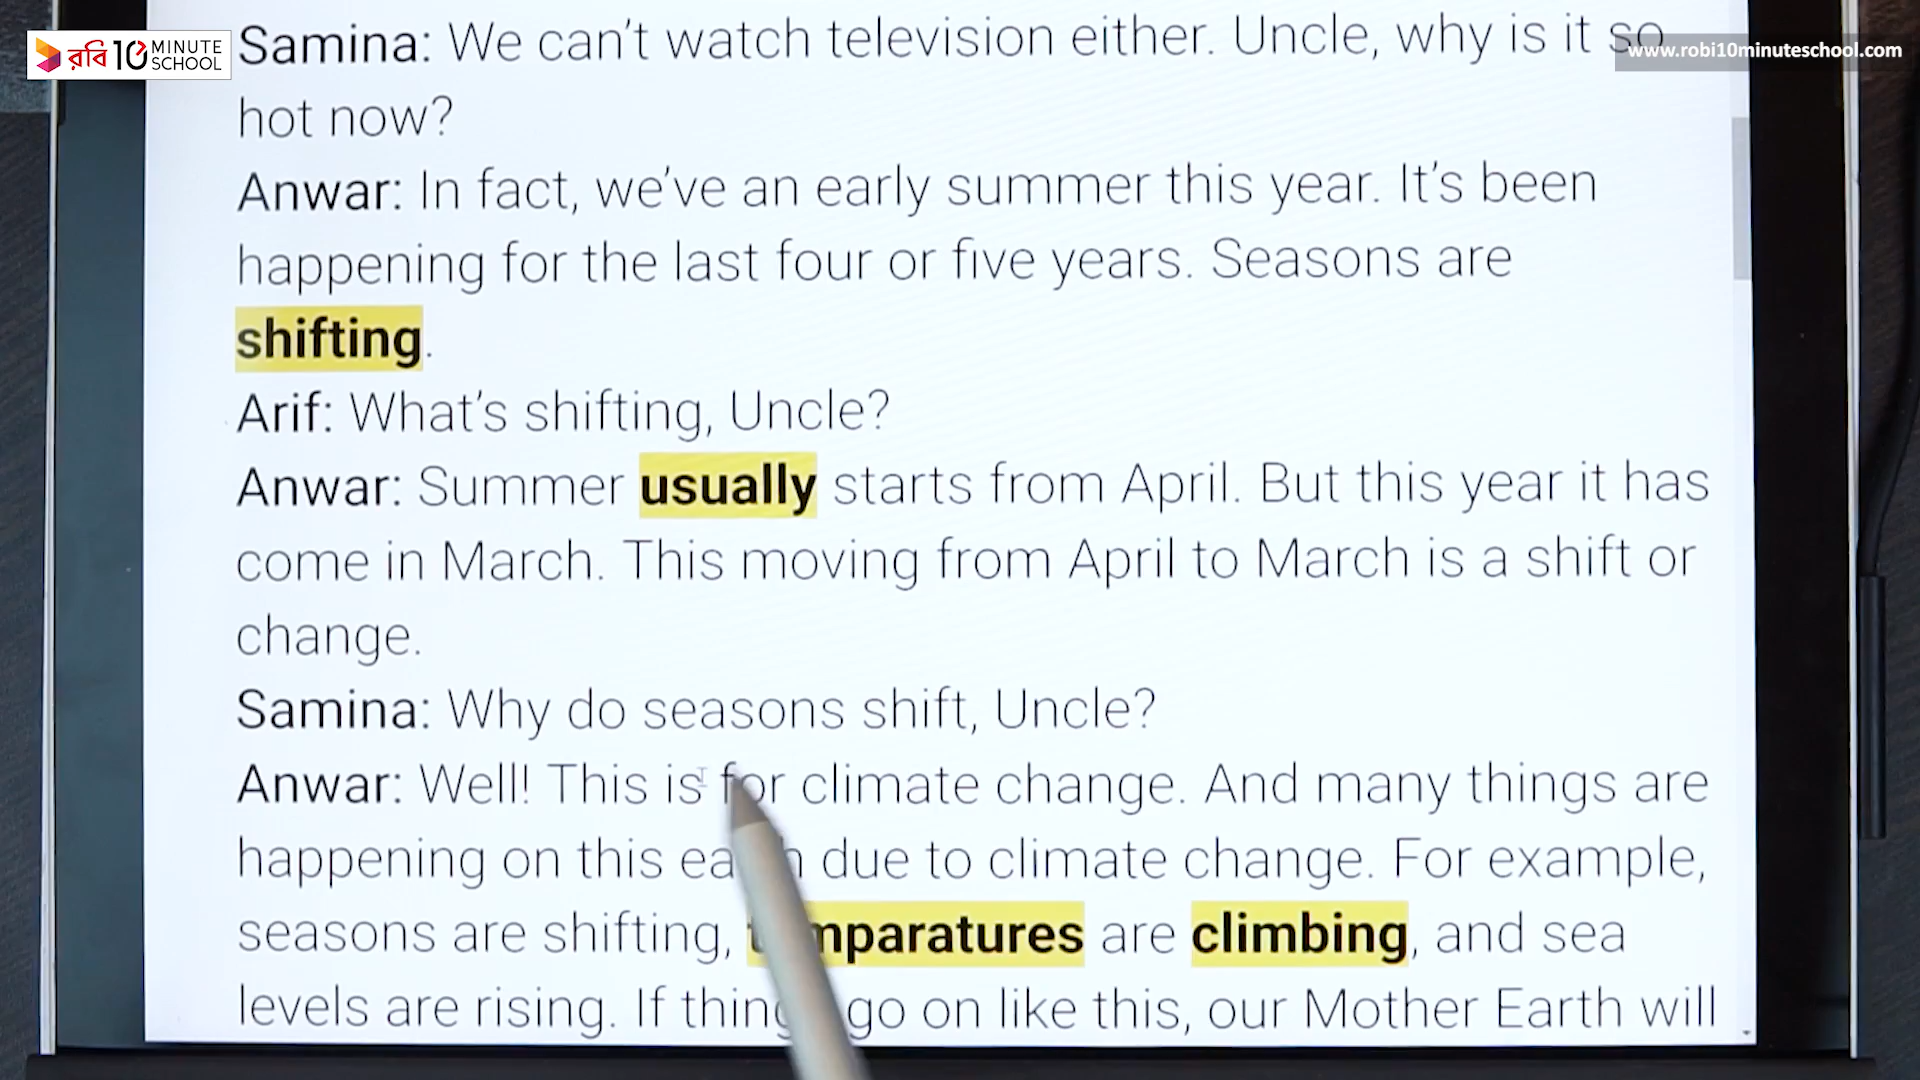 রবি 10 MINUTE SCHOOL
www.robi10minuteschool.com
Samina: We can't watch television either. Uncle, why is it so
hot now?
Anwar: In fact, we've an early summer this year. It's been
happening for the last four or five years. Seasons are
shifting.
Arif: What's shifting, Uncle?
Anwar: Summer usually starts from April. But this year it has
come in March. This moving from April to March is a shift or
change.
Samina: Why do seasons shift, Uncle?
Anwar: Well! This is for climate change. And many things are
happening on this earth due to climate change. For example,
seasons are shifting, temparatures are climbing, and sea
levels are rising. If things go on like this, our Mother Earth will